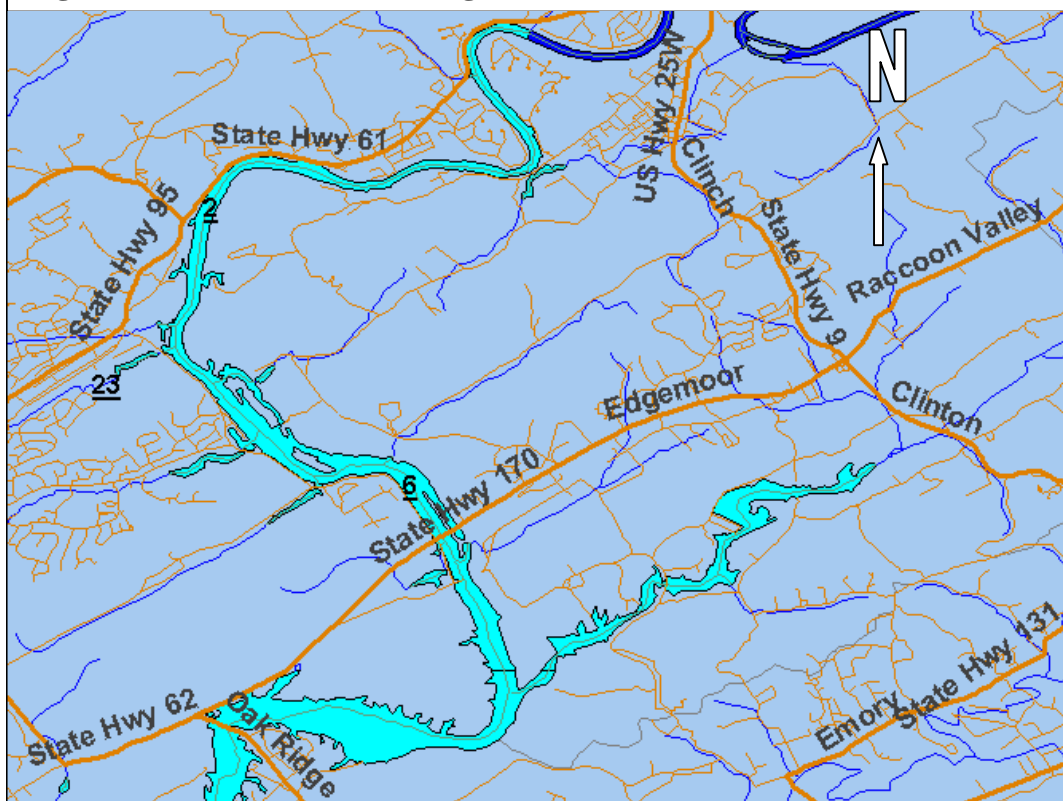 N
US Hwy 25W
State Hwy 61
Clinch
2
State Hwy 95
State Hwy 9
Raccoon Valley
23
Edgemoor
Clinton
6
State Hwy 170
State Hwy 131
Emory
State Hwy 62
Oak Ridge